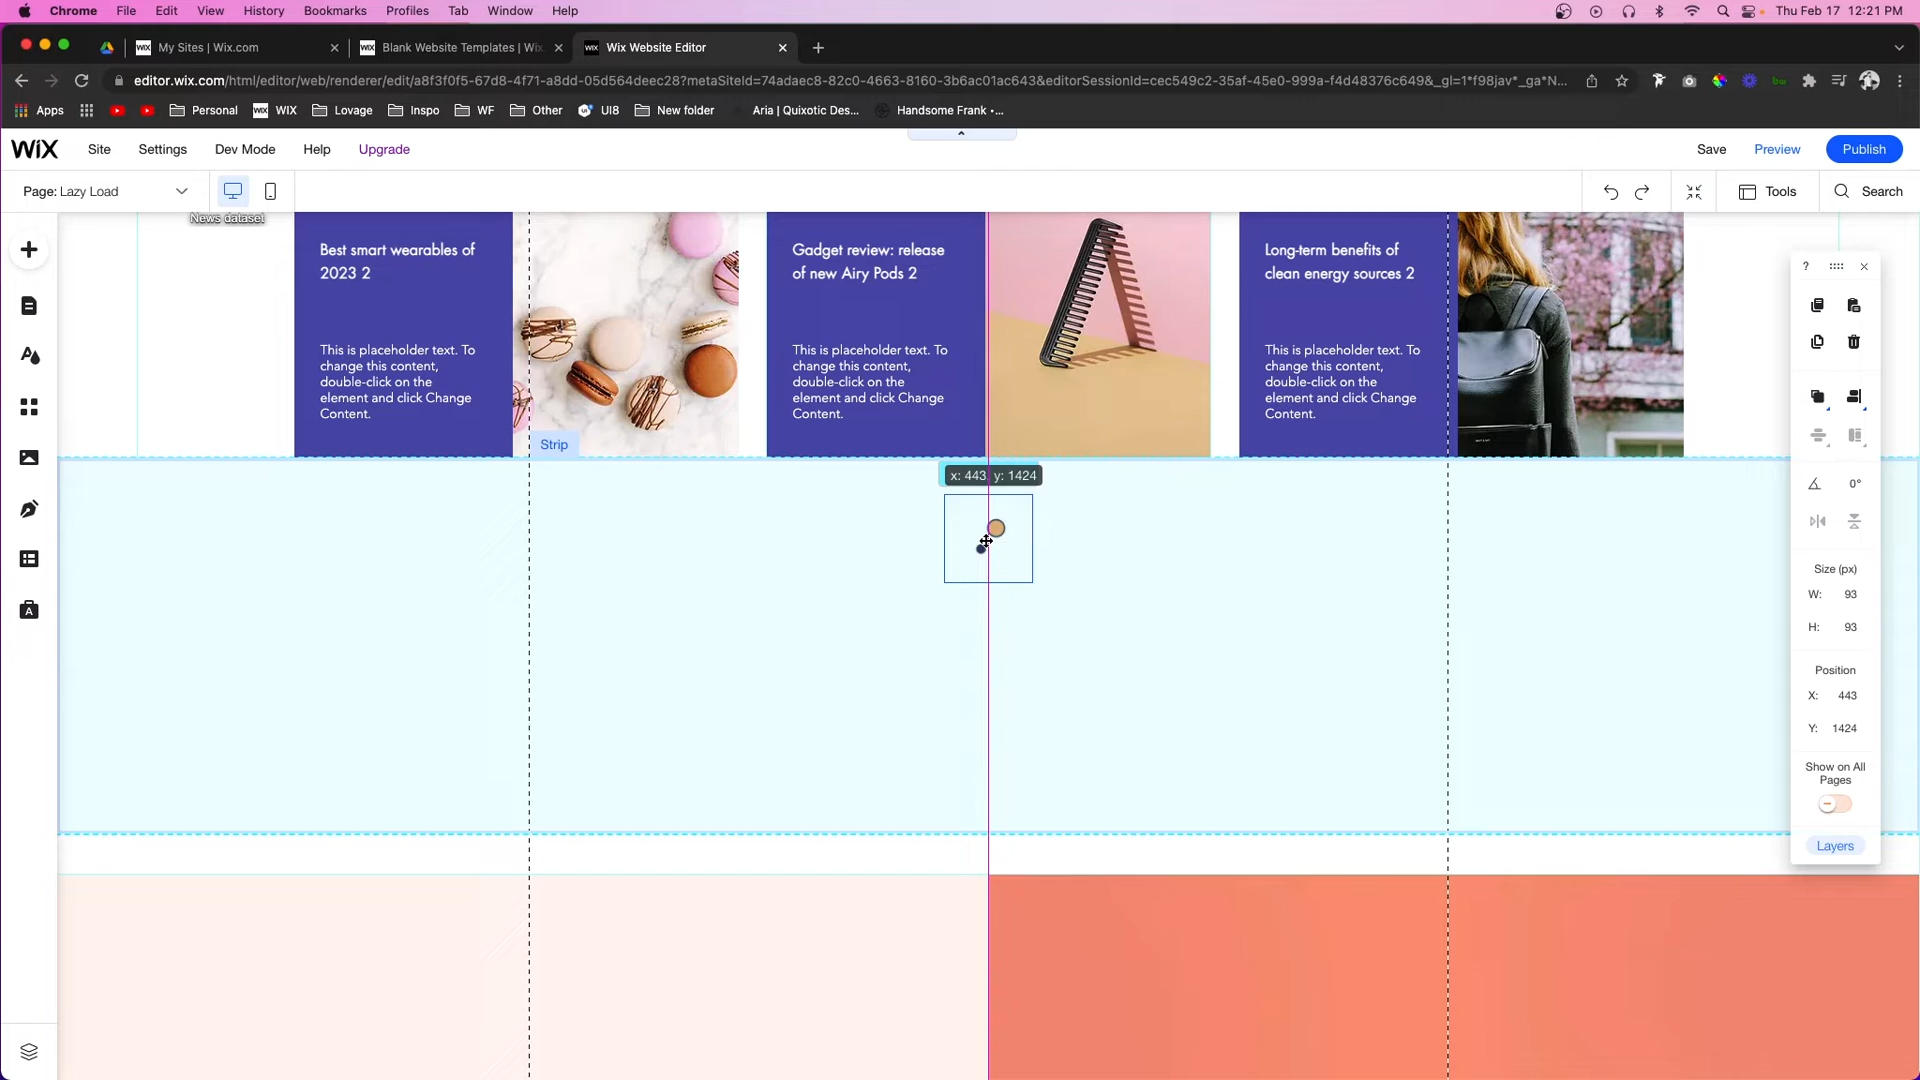 Chrome File Edit View History Bookmarks Profiles Tab Window Help Thu Feb 17 12:21 PM
WIX My Sites | Wix.com WIX Blank Website Templates | Wix WIX Wix Website Editor
editor.wix.com/html/editor/web/renderer/edit/a8f3f0f5-67d8-4f71-a8dd-05d564deec28?metaSiteId=74adaec8-82c0-4663-8160-3b6ac01ac643&editorSessionId=cec549c2-35af-45e0-999a-f4d48376c649&_gl=1*f98jav*_ga*N...
Apps Personal WIX WIX Lovage Inspo WF Other UI8 New folder Aria | Quixotic Des... Handsome Frank •...
WIX Site Settings Dev Mode Help Upgrade Save Preview Publish
Page: Lazy Load Tools Search
News dataset
Best smart wearables of
2023 2
This is placeholder text. To
change this content,
double-click on the
element and click Change
Content.
Gadget review: release
of new Airy Pods 2
This is placeholder text. To
change this content,
double-click on the
element and click Change
Content.
Long-term benefits of
clean energy sources 2
This is placeholder text. To
change this content,
double-click on the
element and click Change
Content.
Strip
x: 443, y: 1424
?
0°
Size (px)
W: 93
H: 93
Position
X: 443
Y: 1424
Show on All
Pages
Layers